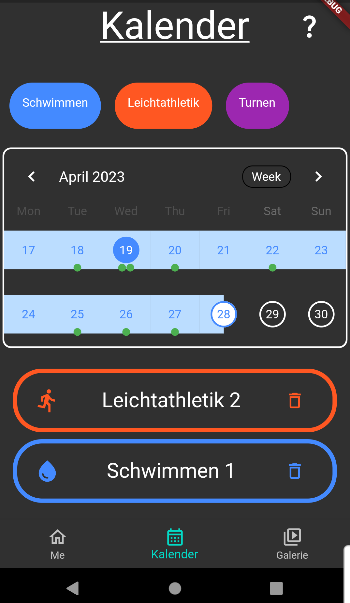 Kalender
?
BUG
Schwimmen Leichtathletik Turnen
April 2023 Week
Mon Tue Wed Thu Fri Sat Sun
17 18 19 20 21 22 23
24 25 26 27 28 29 30
Leichtathletik 2
Schwimmen 1
Me Kalender Galerie